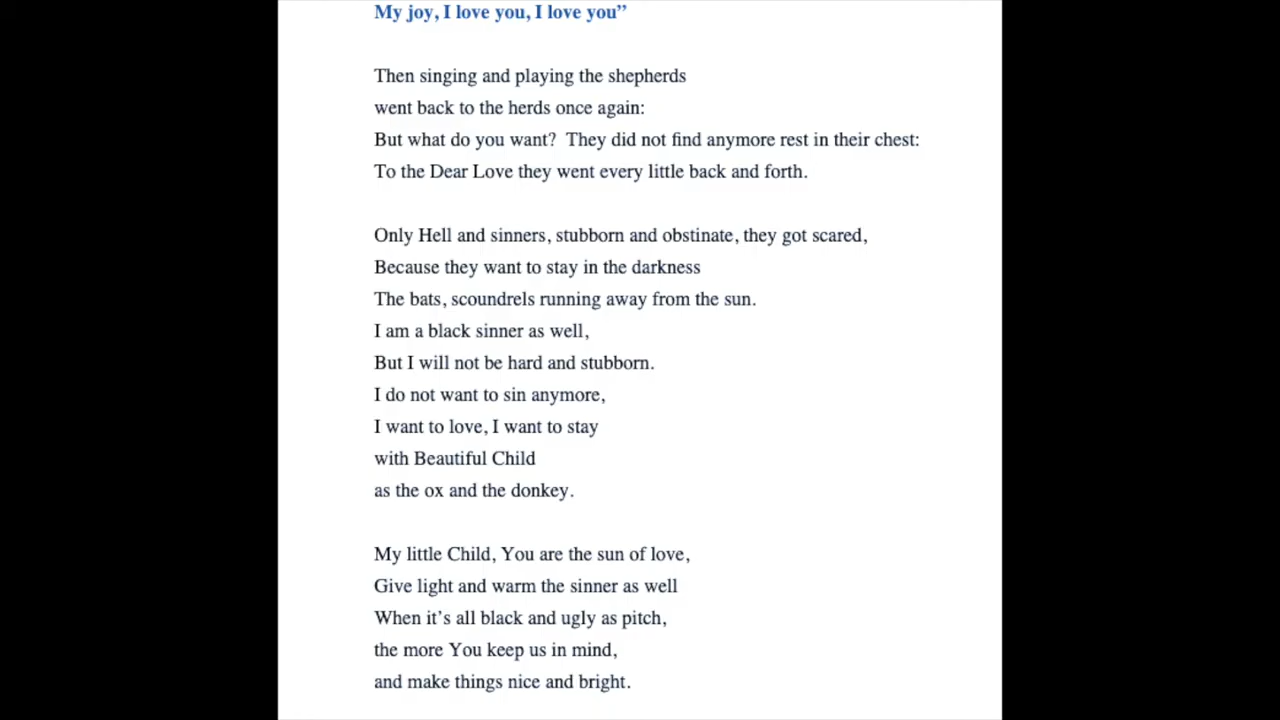 My joy, I love you, I love you”
Then singing and playing the shepherds
went back to the herds once again:
But what do you want?  They did not find anymore rest in their chest:
To the Dear Love they went every little back and forth.
Only Hell and sinners, stubborn and obstinate, they got scared,
Because they want to stay in the darkness
The bats, scoundrels running away from the sun.
I am a black sinner as well,
But I will not be hard and stubborn.
I do not want to sin anymore,
I want to love, I want to stay
with Beautiful Child
as the ox and the donkey.
My little Child, You are the sun of love,
Give light and warm the sinner as well
When it’s all black and ugly as pitch,
the more You keep us in mind,
and make things nice and bright.